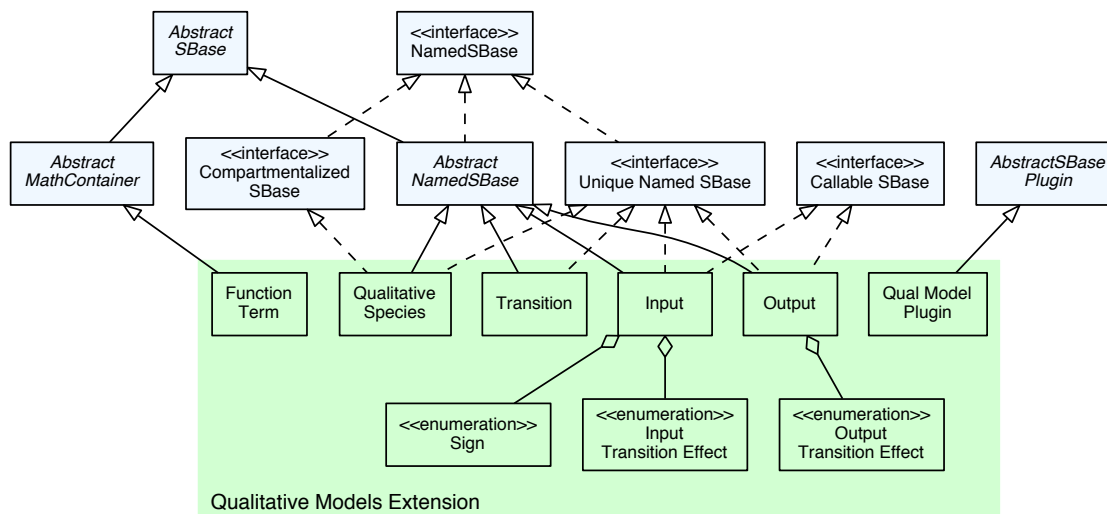 Abstract
SBase
<<interface>>
NamedSBase
Abstract
MathContainer
<<interface>>
Compartmentalized
SBase
Abstract
NamedSBase
<<interface>>
Unique Named SBase
<<interface>>
Callable SBase
AbstractSBase
Plugin
Function
Term
Qualitative
Species
Transition
Input
Output
Qual Model
Plugin
<<enumeration>>
Sign
<<enumeration>>
Input
Transition Effect
<<enumeration>>
Output
Transition Effect
Qualitative Models Extension